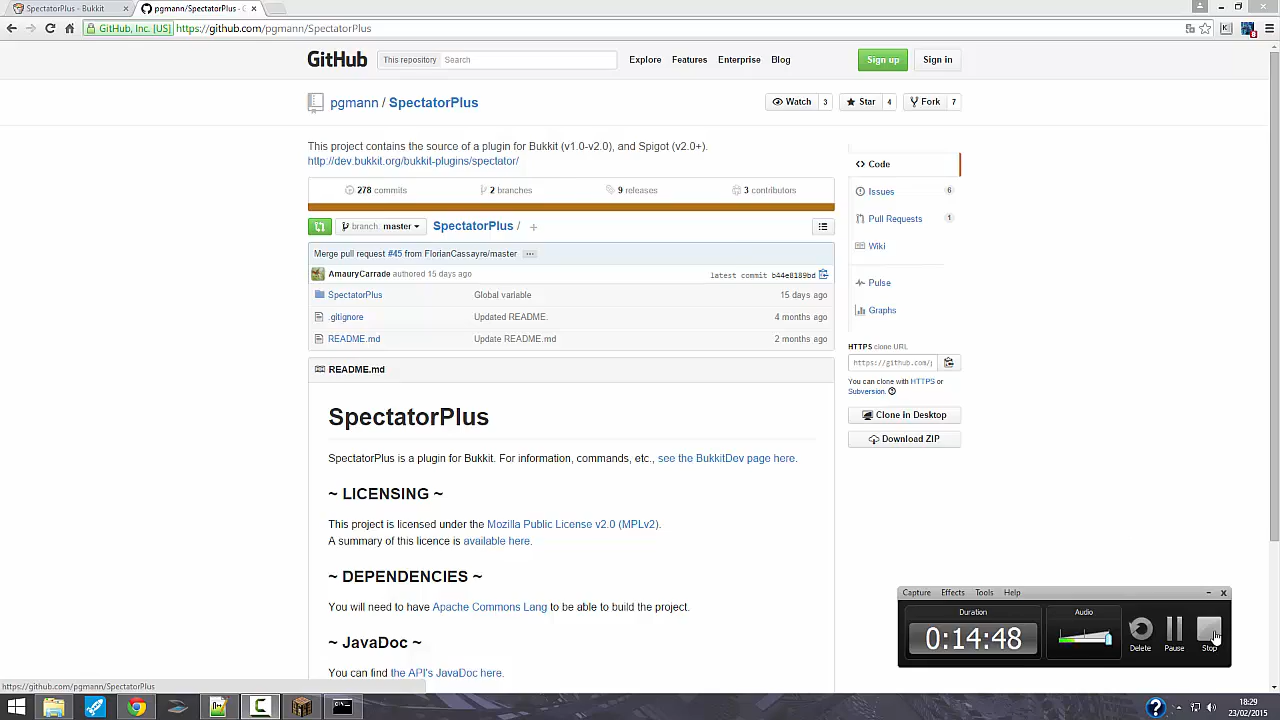 SpectatorPlus - Bukkit
pgmann/SpectatorPlus - G
GitHub, Inc. [US] https://github.com/pgmann/SpectatorPlus
GitHub This repository Search Explore Features Enterprise Blog Sign up Sign in
pgmann / SpectatorPlus Watch 3 Star 4 Fork 7
This project contains the source of a plugin for Bukkit (v1.0-v2.0), and Spigot (v2.0+).
http://dev.bukkit.org/bukkit-plugins/spectator/
278 commits 2 branches 9 releases 3 contributors
branch: master SpectatorPlus / +
Merge pull request #45 from FlorianCassayre/master ...
AmauryCarrade authored 15 days ago latest commit b44e8189bd
SpectatorPlus Global variable 15 days ago
.gitignore Updated README. 4 months ago
README.md Update README.md 2 months ago
README.md
SpectatorPlus
SpectatorPlus is a plugin for Bukkit. For information, commands, etc., see the BukkitDev page here.
~ LICENSING ~
This project is licensed under the Mozilla Public License v2.0 (MPLv2).
A summary of this licence is available here.
~ DEPENDENCIES ~
You will need to have Apache Commons Lang to be able to build the project.
~ JavaDoc ~
You can find the API's JavaDoc here.
Code
Issues 6
Pull Requests 1
Wiki
Pulse
Graphs
HTTPS clone URL
https://github.com/
You can clone with HTTPS or
Subversion.
Clone in Desktop
Download ZIP
Capture Effects Tools Help
Duration Audio
0:14:48
Delete Pause Stop
https://github.com/pgmann/SpectatorPlus
18:29
23/02/2015